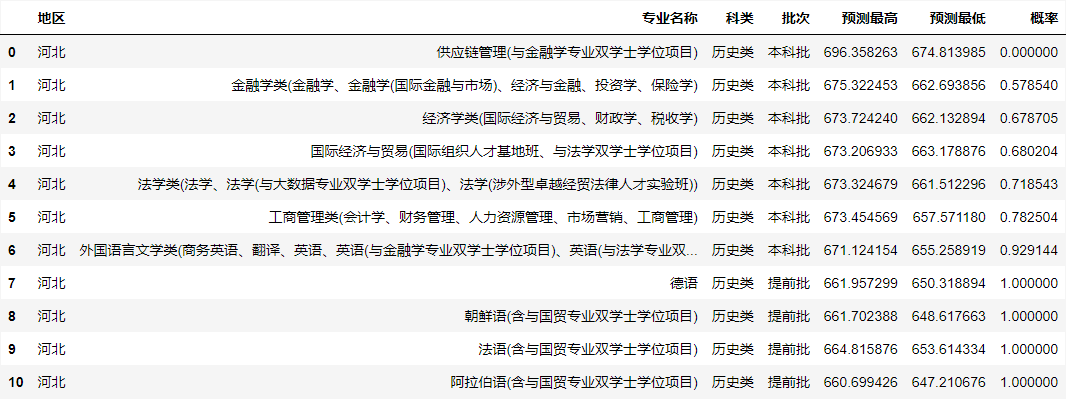 地区 专业名称 科类 批次 预测最高 预测最低 概率
0 河北 供应链管理(与金融学专业双学士学位项目) 历史类 本科批 696.358263 674.813985 0.000000
1 河北 金融学类(金融学、金融学(国际金融与市场)、经济与金融、投资学、保险学) 历史类 本科批 675.322453 662.693856 0.578540
2 河北 经济学类(国际经济与贸易、财政学、税收学) 历史类 本科批 673.724240 662.132894 0.678705
3 河北 国际经济与贸易(国际组织人才基地班、与法学双学士学位项目) 历史类 本科批 673.206933 663.178876 0.680204
4 河北 法学类(法学、法学(与大数据专业双学士学位项目)、法学(涉外型卓越经贸法律人才实验班)) 历史类 本科批 673.324679 661.512296 0.718543
5 河北 工商管理类(会计学、财务管理、人力资源管理、市场营销、工商管理) 历史类 本科批 673.454569 657.571180 0.782504
6 河北 外国语言文学类(商务英语、翻译、英语、英语(与金融学专业双学士学位项目)、英语(与法学专业双... 历史类 本科批 671.124154 655.258919 0.929144
7 河北 德语 历史类 提前批 661.957299 650.318894 1.000000
8 河北 朝鲜语(含与国贸专业双学士学位项目) 历史类 提前批 661.702388 648.617663 1.000000
9 河北 法语(含与国贸专业双学士学位项目) 历史类 提前批 664.815876 653.614334 1.000000
10 河北 阿拉伯语(含与国贸专业双学士学位项目) 历史类 提前批 660.699426 647.210676 1.000000